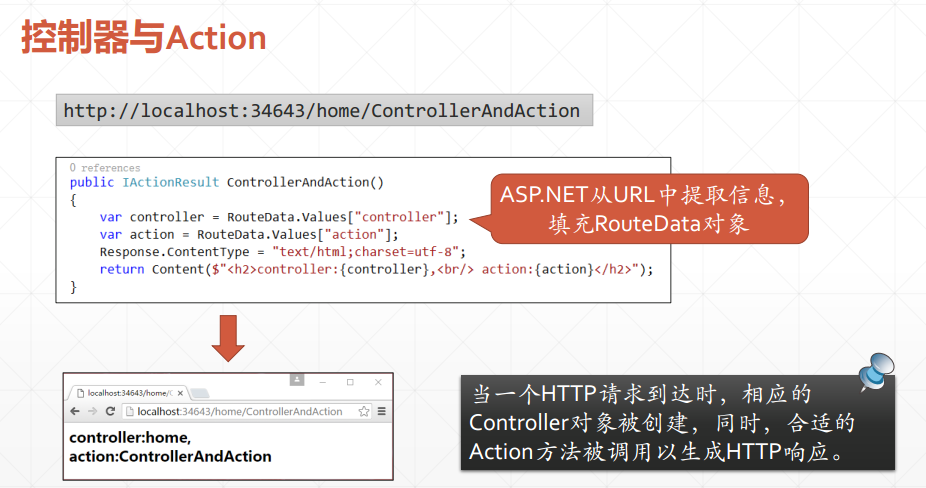 控制器与Action
http://localhost:34643/home/ControllerAndAction
0 references
public IActionResult ControllerAndAction()
{
var controller = RouteData.Values["controller"];
var action = RouteData.Values["action"];
Response.ContentType = "text/html;charset=utf-8";
return Content($"<h2>controller:{controller},<br/> action:{action}</h2>");
}
ASP.NET从URL中提取信息，
填充RouteData对象
localhost:34643/home/C
localhost:34643/home/ControllerAndAction
controller:home,
action:ControllerAndAction
当一个HTTP请求到达时，相应的
Controller对象被创建，同时，合适的
Action方法被调用以生成HTTP响应。